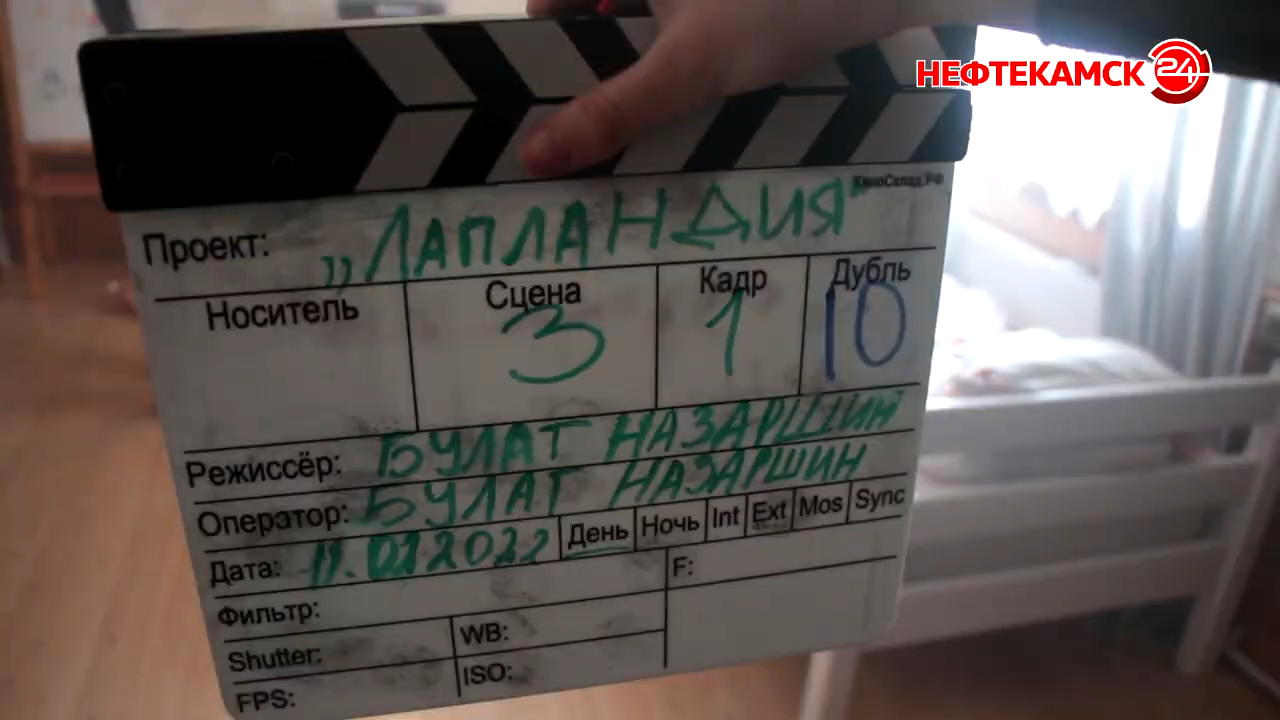 НЕФТЕКАМСК 24
КиноСклад.РФ
Проект: „ЛАПЛАНДИЯ"
Носитель
Сцена
3
Кадр
1
Дубль
10
Режиссёр: БУЛАТ НАЗАРШИН
Оператор: БУЛАТ НАЗАРШИН
Дата: 11.01.2022 День Ночь Int Ext Mos Sync
Фильтр: F:
Shutter: WB:
FPS: ISO: